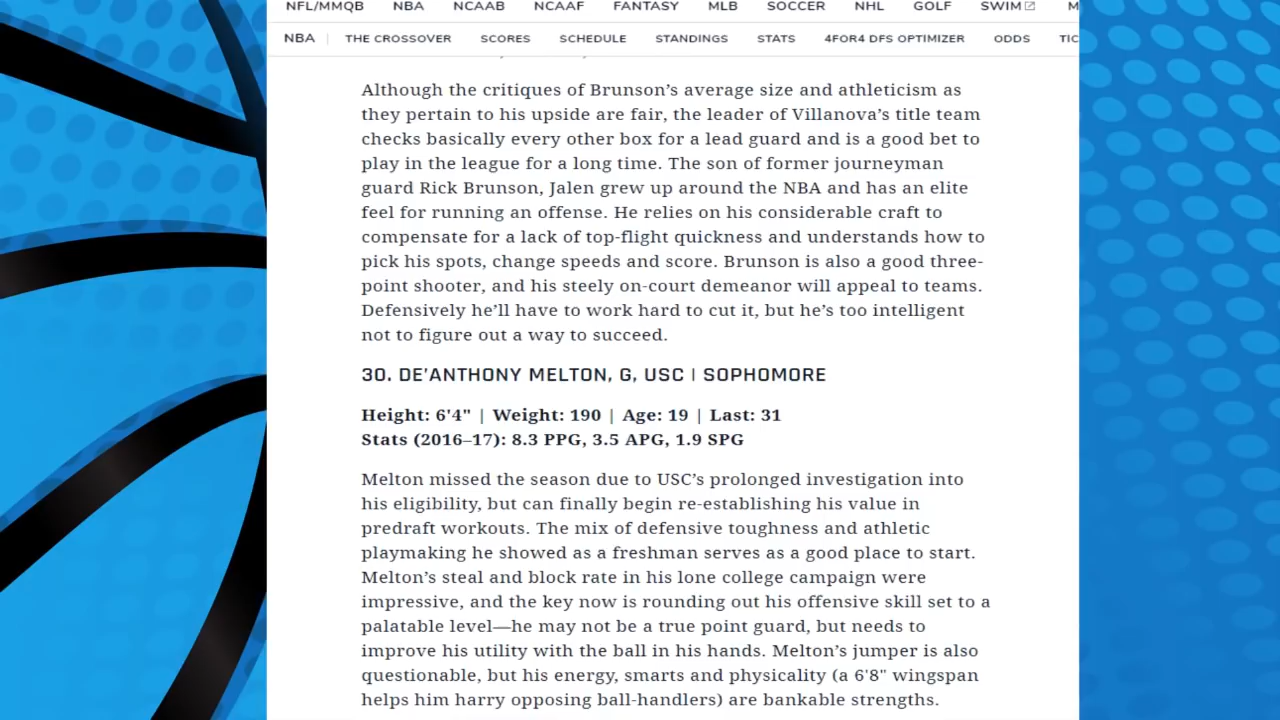 NFL/MMQB NBA NCAAB NCAAF FANTASY MLB SOCCER NHL GOLF SWIM M
NBA THE CROSSOVER SCORES SCHEDULE STANDINGS STATS 4FOR4 DFS OPTIMIZER ODDS TIC
Although the critiques of Brunson’s average size and athleticism as
they pertain to his upside are fair, the leader of Villanova’s title team
checks basically every other box for a lead guard and is a good bet to
play in the league for a long time. The son of former journeyman
guard Rick Brunson, Jalen grew up around the NBA and has an elite
feel for running an offense. He relies on his considerable craft to
compensate for a lack of top-flight quickness and understands how to
pick his spots, change speeds and score. Brunson is also a good three-
point shooter, and his steely on-court demeanor will appeal to teams.
Defensively he’ll have to work hard to cut it, but he’s too intelligent
not to figure out a way to succeed.
30. DE’ANTHONY MELTON, G, USC | SOPHOMORE
Height: 6'4" | Weight: 190 | Age: 19 | Last: 31
Stats (2016–17): 8.3 PPG, 3.5 APG, 1.9 SPG
Melton missed the season due to USC’s prolonged investigation into
his eligibility, but can finally begin re-establishing his value in
predraft workouts. The mix of defensive toughness and athletic
playmaking he showed as a freshman serves as a good place to start.
Melton’s steal and block rate in his lone college campaign were
impressive, and the key now is rounding out his offensive skill set to a
palatable level—he may not be a true point guard, but needs to
improve his utility with the ball in his hands. Melton’s jumper is also
questionable, but his energy, smarts and physicality (a 6'8" wingspan
helps him harry opposing ball-handlers) are bankable strengths.